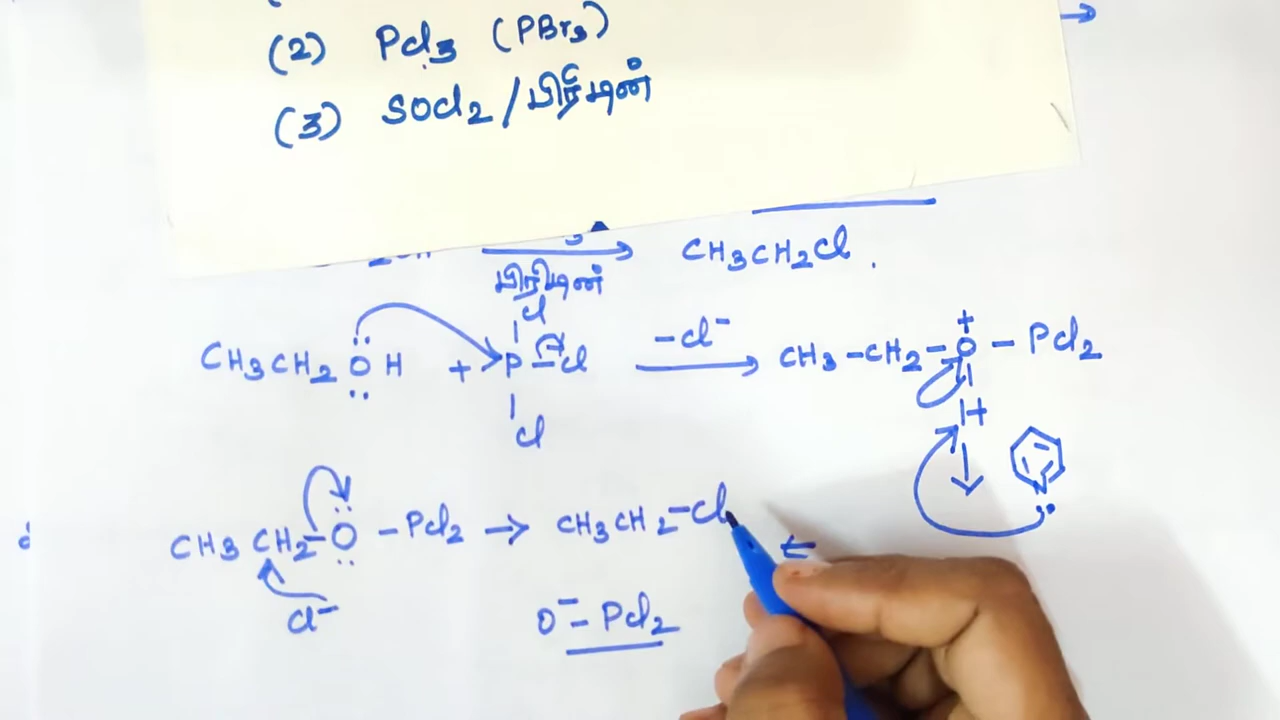 (2) PCl3 (PBr3)
(3) SOCl2 / பிரிடின்
CH3CH2Cl.
பிரிடின்
Cl
CH3CH2OH + P – Cl –Cl⁻ → CH3 –CH2 –O – PCl2
+
Cl
H
CH3CH2–O –PCl2 → CH3CH2–Cl ←
Cl⁻
O⁻ – PCl2